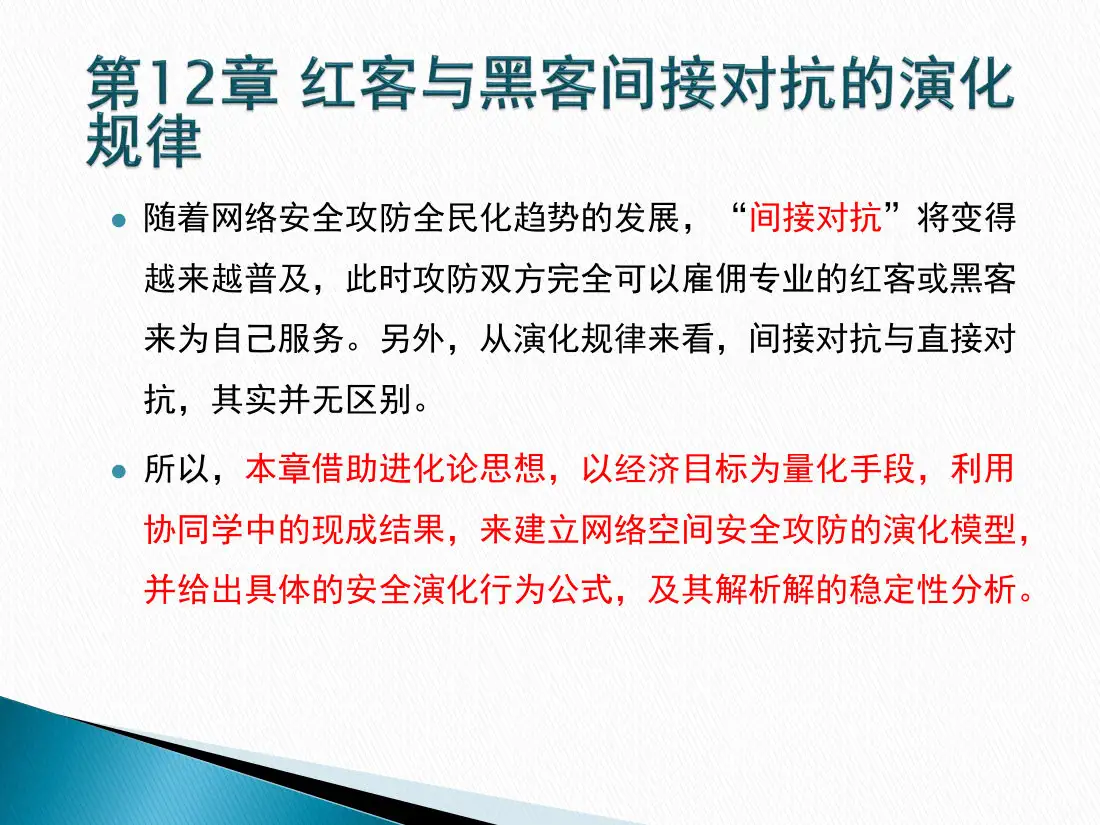 第12章 红客与黑客间接对抗的演化
规律
随着网络安全攻防全民化趋势的发展，“间接对抗”将变得
越来越普及，此时攻防双方完全可以雇佣专业的红客或黑客
来为自己服务。另外，从演化规律来看，间接对抗与直接对
抗，其实并无区别。
所以，本章借助进化论思想，以经济目标为量化手段，利用
协同学中的现成结果，来建立网络空间安全攻防的演化模型，
并给出具体的安全演化行为公式，及其解析解的稳定性分析。